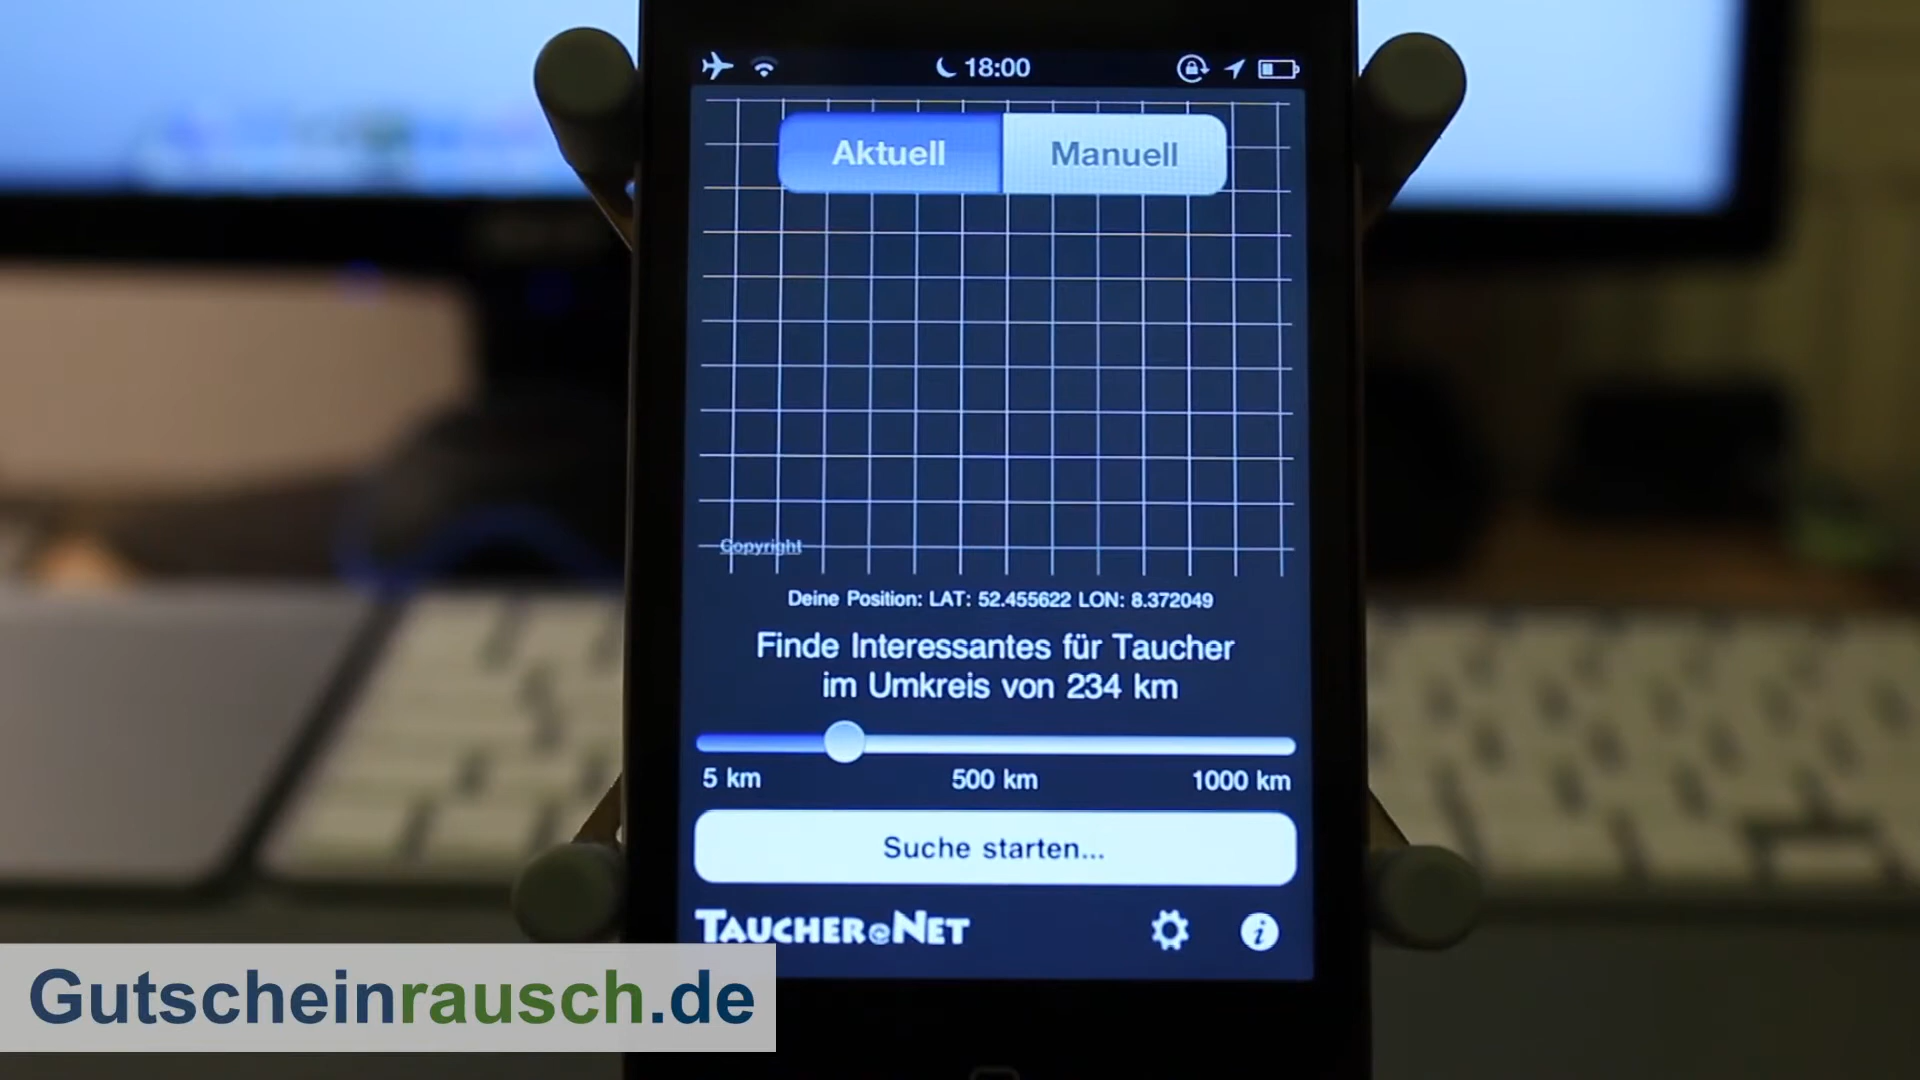 18:00
Aktuell
Manuell
Copyright
Deine Position: LAT: 52.455622 LON: 8.372049
Finde Interessantes für Taucher
im Umkreis von 234 km
5 km
500 km
1000 km
Suche starten...
TAUCHER@NET
Gutscheinrausch.de